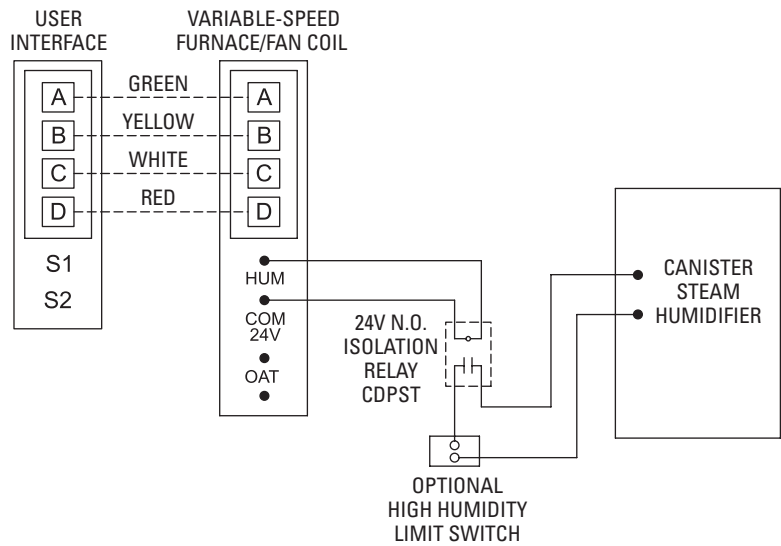 USER
INTERFACE
VARIABLE-SPEED
FURNACE/FAN COIL
A
GREEN
A
B
YELLOW
B
C
WHITE
C
D
RED
D
S1
S2
HUM
COM
24V
OAT
24V N.O.
ISOLATION
RELAY
CDPST
CANISTER
STEAM
HUMIDIFIER
OPTIONAL
HIGH HUMIDITY
LIMIT SWITCH